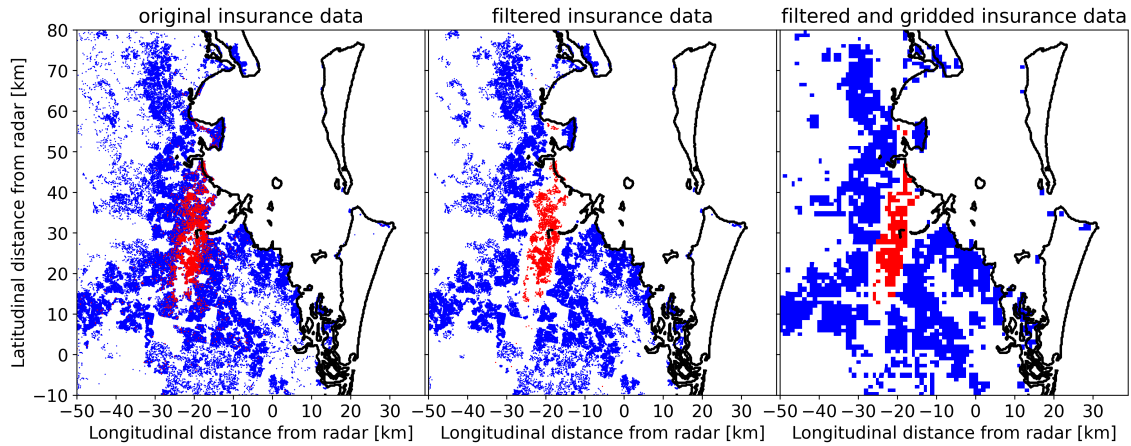 original insurance data
filtered insurance data
filtered and gridded insurance data
Latitudinal distance from radar [km]
80
70
60
50
40
30
20
10
0
−10
−50 −40 −30 −20 −10 0 10 20 30
−50 −40 −30 −20 −10 0 10 20 30
−50 −40 −30 −20 −10 0 10 20 30
Longitudinal distance from radar [km]
Longitudinal distance from radar [km]
Longitudinal distance from radar [km]